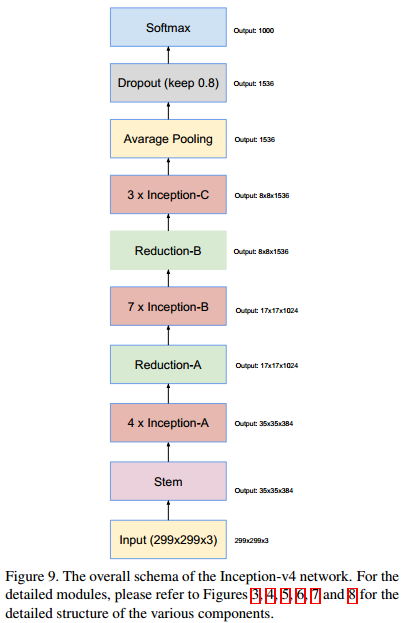 Softmax
Output: 1000
Dropout (keep 0.8)
Output: 1536
Avarage Pooling
Output: 1536
3 x Inception-C
Output: 8x8x1536
Reduction-B
Output: 8x8x1536
7 x Inception-B
Output: 17x17x1024
Reduction-A
Output: 17x17x1024
4 x Inception-A
Output: 35x35x384
Stem
Output: 35x35x384
Input (299x299x3)
299x299x3
Figure 9. The overall schema of the Inception-v4 network. For the
detailed modules, please refer to Figures 3, 4, 5, 6, 7 and 8 for the
detailed structure of the various components.